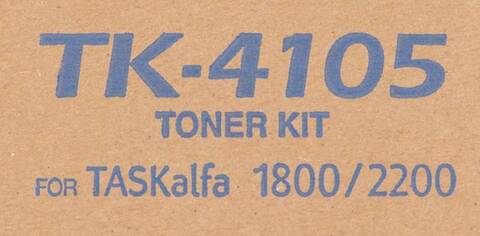 TK-4105
TONER KIT
FOR TASKalfa 1800/2200